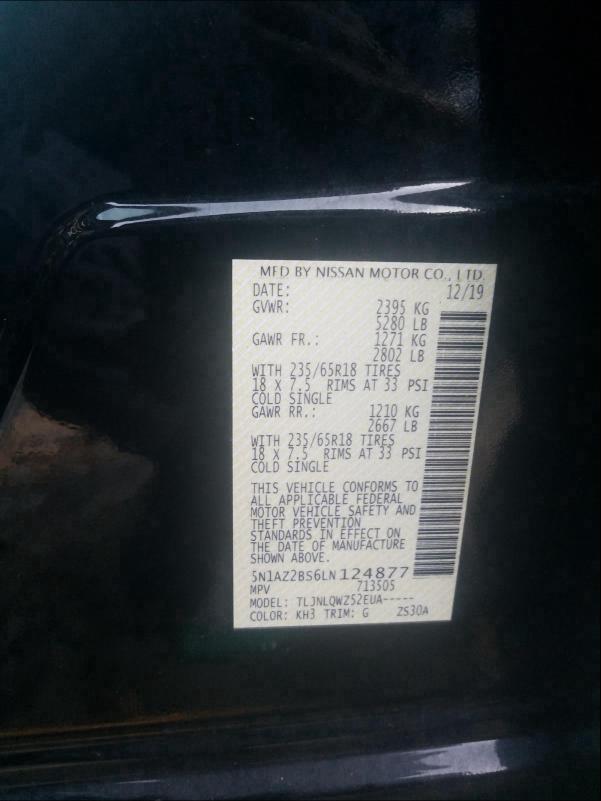 MFD BY NISSAN MOTOR CO., LTD.
DATE: 12/19
GVWR: 2395 KG
5280 LB
GAWR FR.: 1271 KG
2802 LB
WITH 235/65R18 TIRES
18 X 7.5 RIMS AT 33 PSI
COLD SINGLE
GAWR RR.: 1210 KG
2667 LB
WITH 235/65R18 TIRES
18 X 7.5 RIMS AT 33 PSI
COLD SINGLE
THIS VEHICLE CONFORMS TO
ALL APPLICABLE FEDERAL
MOTOR VEHICLE SAFETY AND
THEFT PREVENTION
STANDARDS IN EFFECT ON
THE DATE OF MANUFACTURE
SHOWN ABOVE.
5N1AZ2BS6LN124877
MPV 713505
MODEL: TLJNLQWZ52EUA-----
COLOR: KH3 TRIM: G ZS30A